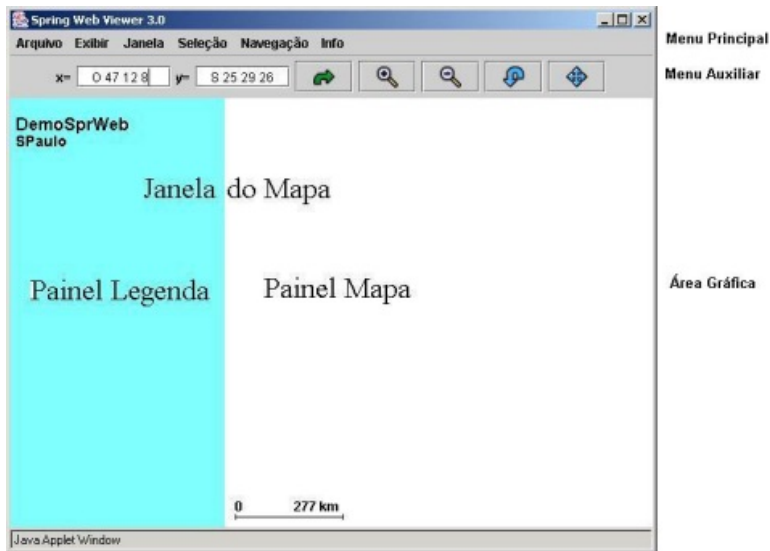 Spring Web Viewer 3.0
Arquivo Exibir Janela Seleção Navegação Info
Menu Principal
x= O 47 12 8 y= S 25 29 26
Menu Auxiliar
DemoSprWeb
SPaulo
Janela do Mapa
Painel Legenda Painel Mapa
Área Gráfica
0 277 km
Java Applet Window